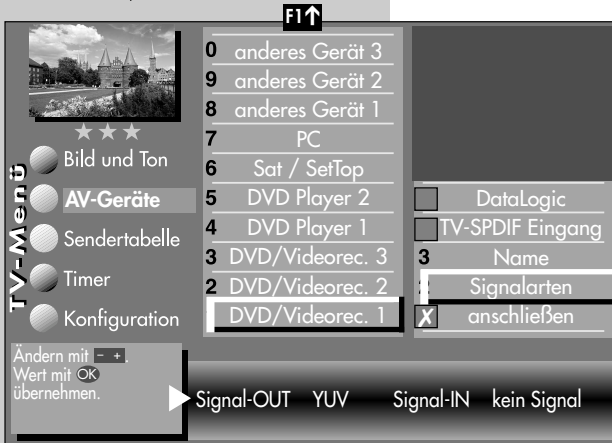 F1↑
TV-Menü
Bild und Ton
AV-Geräte
Sendertabelle
Timer
Konfiguration
0 anderes Gerät 3
9 anderes Gerät 2
8 anderes Gerät 1
7 PC
6 Sat / SetTop
5 DVD Player 2
4 DVD Player 1
3 DVD/Videorec. 3
2 DVD/Videorec. 2
DVD/Videorec. 1
DataLogic
TV-SPDIF Eingang
3 Name
2 Signalarten
X anschließen
Ändern mit - + .
Wert mit OK
übernehmen.
Signal-OUT YUV Signal-IN kein Signal